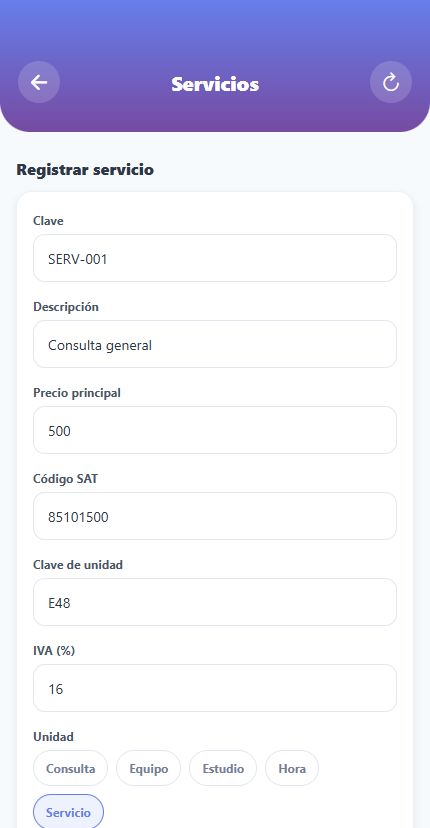 Servicios
Registrar servicio
Clave
SERV-001
Descripción
Consulta general
Precio principal
500
Código SAT
85101500
Clave de unidad
E48
IVA (%)
16
Unidad
Consulta Equipo Estudio Hora
Servicio